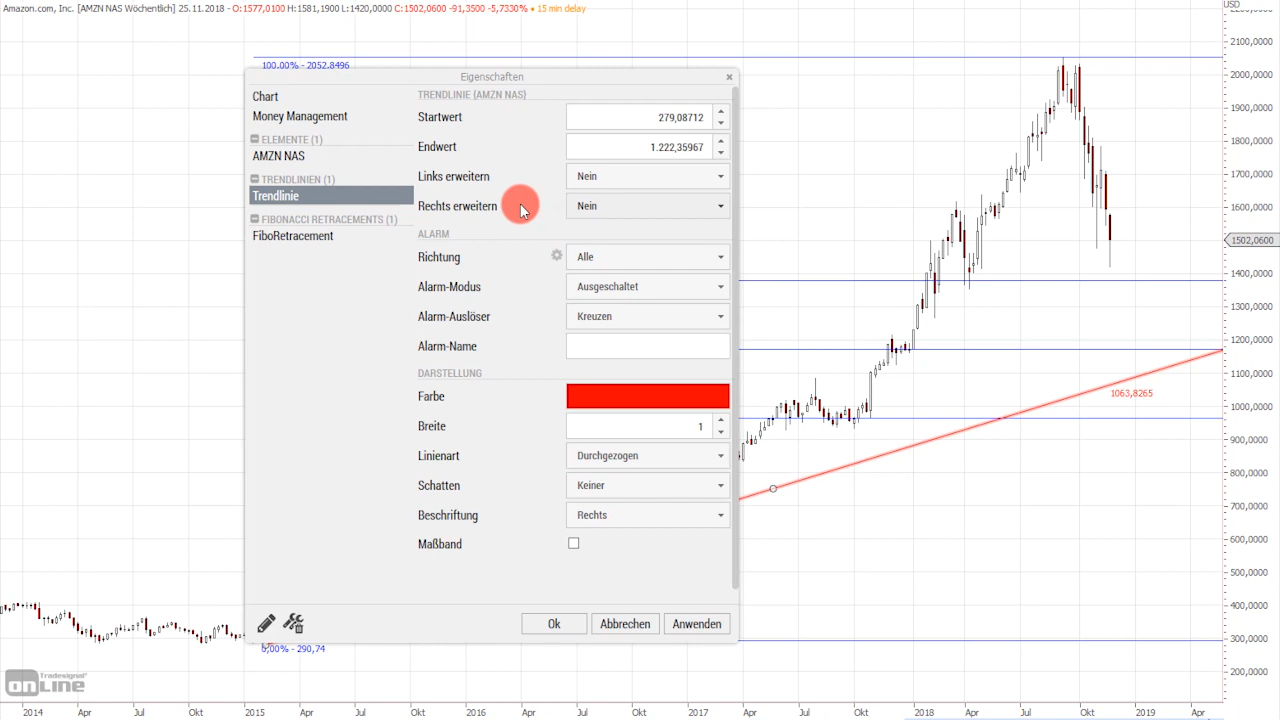 Amazon.com, Inc. [AMZN NAS Wöchentlich] 25.11.2018 - O:1577,0100 H:1581,1900 L:1420,0000 C:1502,0600 -91,3500 -5,7330% • 15 min delay
USD
2100,0000
2000,0000
1900,0000
1800,0000
1700,0000
1600,0000
1502,0600
1400,0000
1300,0000
1200,0000
1100,0000
1000,0000
900,0000
800,0000
700,0000
600,0000
500,0000
400,0000
300,0000
200,0000
100,00% - 2052,8496
Eigenschaften
Chart
Money Management
ELEMENTE (1)
AMZN NAS
TRENDLINIEN (1)
Trendlinie
FIBONACCI RETRACEMENTS (1)
FiboRetracement
TRENDLINIE (AMZN NAS)
Startwert 279,08712
Endwert 1.222,35967
Links erweitern Nein
Rechts erweitern Nein
ALARM
Richtung Alle
Alarm-Modus Ausgeschaltet
Alarm-Auslöser Kreuzen
Alarm-Name
DARSTELLUNG
Farbe
Breite 1
Linienart Durchgezogen
Schatten Keiner
Beschriftung Rechts
Maßband
Ok Abbrechen Anwenden
1063,8265
0,00% - 290,74
Tradesignal®
onLine
2014 Apr Jul Okt 2015 Apr Jul Okt 2016 Apr Jul Okt 2017 Apr Jul Okt 2018 Apr Jul Okt 2019 Apr